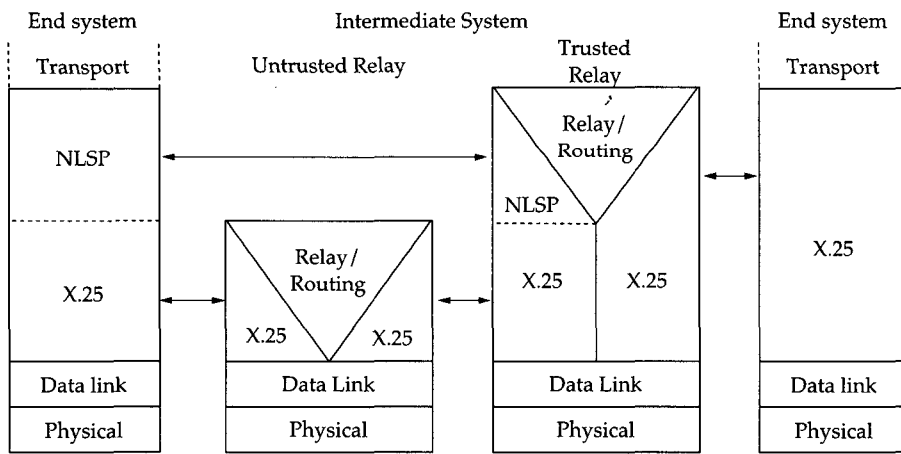 End system
Intermediate System
End system
Transport
Untrusted Relay
Trusted
Relay
Transport
NLSP
Relay/
Routing
NLSP
X.25
Relay/
Routing
X.25
X.25
X.25
X.25
X.25
X.25
Data link
Data Link
Data Link
Data link
Physical
Physical
Physical
Physical